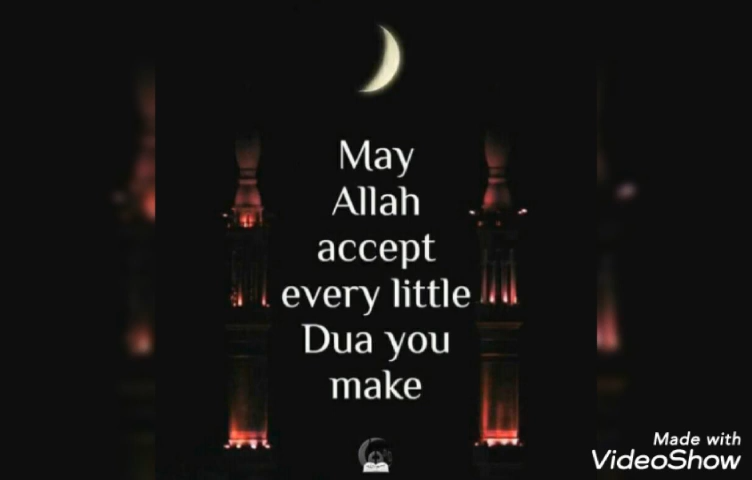 May
Allah
accept
every little
Dua you
make
Made with
VideoShow